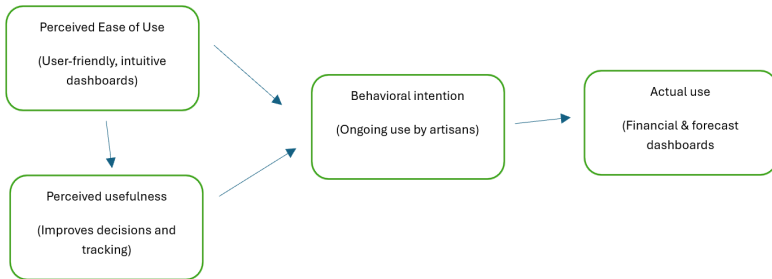 Perceived Ease of Use
(User-friendly, intuitive
dashboards)
Perceived usefulness
(Improves decisions and
tracking)
Behavioral intention
(Ongoing use by artisans)
Actual use
(Financial & forecast
dashboards